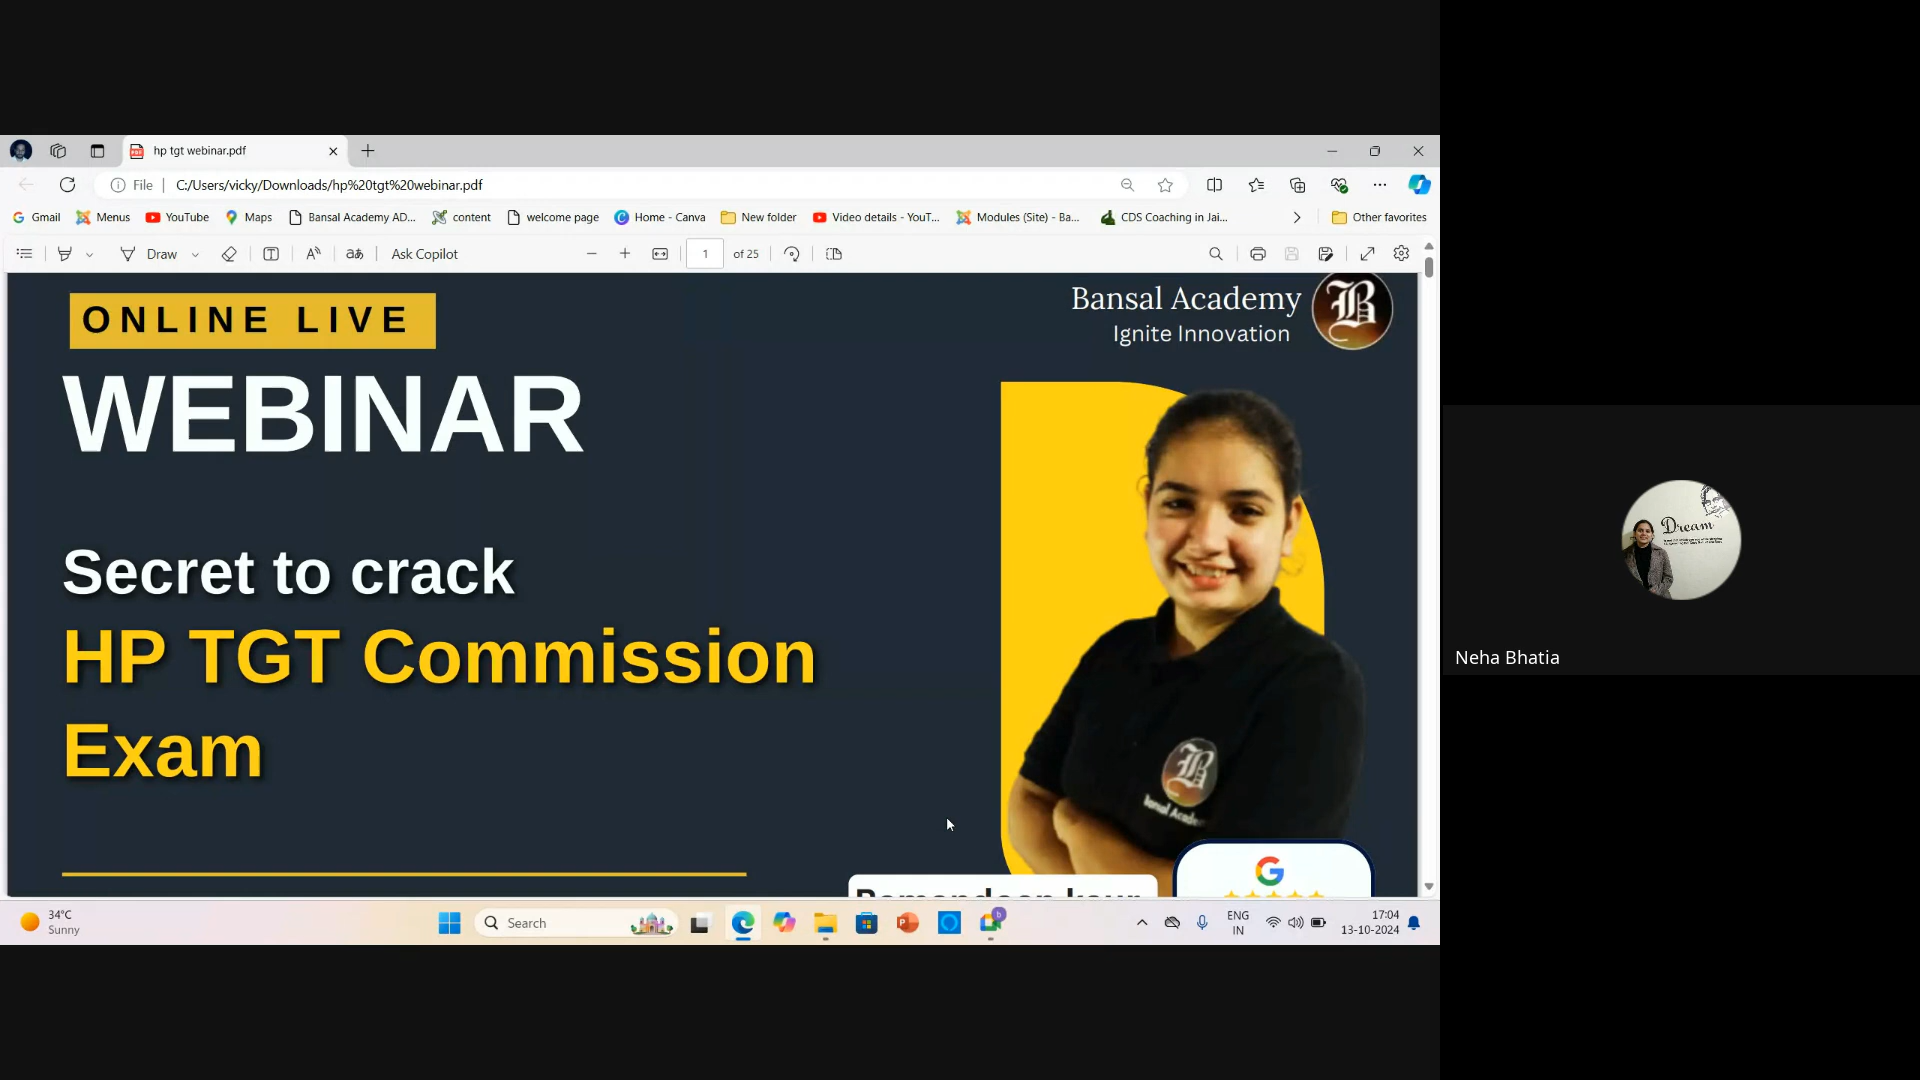 hp tgt webinar.pdf
File
C:/Users/vicky/Downloads/hp%20tgt%20webinar.pdf
Gmail
Menus
YouTube
Maps
Bansal Academy AD...
content
welcome page
Home - Canva
New folder
Video details - YouT...
Modules (Site) - Ba...
CDS Coaching in Jai...
Other favorites
Draw
Ask Copilot
1
of 25
ONLINE LIVE
Bansal Academy
Ignite Innovation
WEBINAR
Secret to crack
HP TGT Commission
Exam
Bansal Academy
Dream
Neha Bhatia
34°C
Sunny
Search
ENG
IN
17:04
13-10-2024